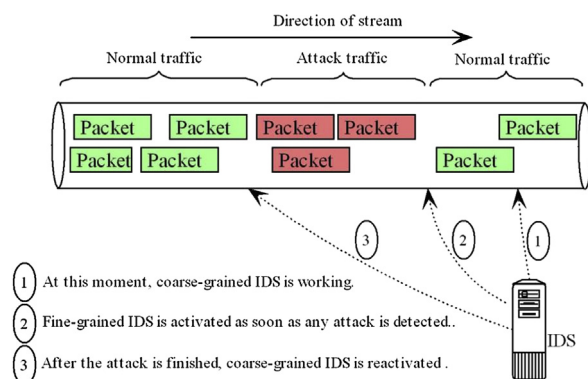 Direction of stream
Normal traffic Attack traffic Normal traffic
Packet Packet Packet Packet Packet
Packet Packet Packet Packet
3 2 1
1 At this moment, coarse-grained IDS is working.
2 Fine-grained IDS is activated as soon as any attack is detected..
IDS
3 After the attack is finished, coarse-grained IDS is reactivated .